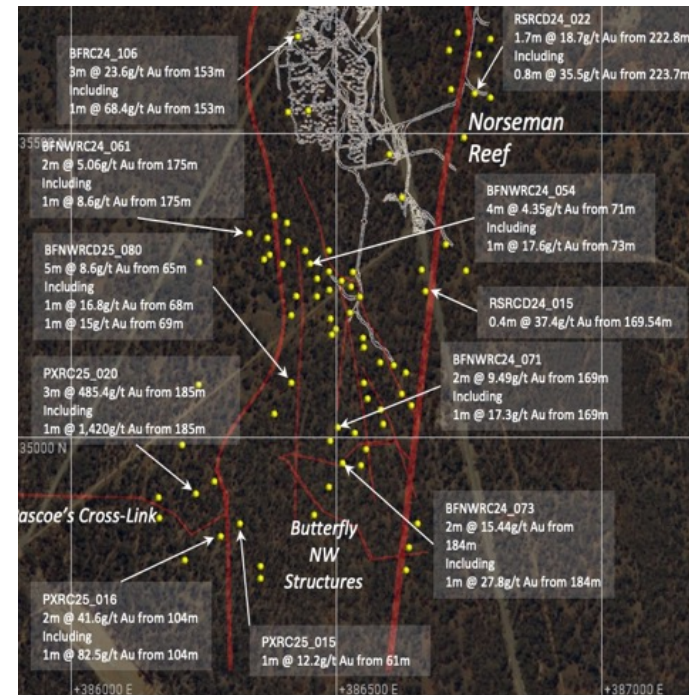 BFRC24_106
3m @ 23.6g/t Au from 153m
Including
1m @ 68.4g/t Au from 153m
RSRCD24_022
1.7m @ 18.7g/t Au from 222.8m
Including
0.8m @ 35.5g/t Au from 223.7m
Norseman
Reef
BFNWRC24_061
2m @ 5.06g/t Au from 175m
Including
1m @ 8.6g/t Au from 175m
BFNWRC24_054
4m @ 4.35g/t Au from 71m
Including
1m @ 17.6g/t Au from 73m
BFNWRCD25_080
5m @ 8.6g/t Au from 65m
Including
1m @ 16.8g/t Au from 68m
1m @ 15g/t Au from 69m
RSRCD24_015
0.4m @ 37.4g/t Au from 169.54m
PXRC25_020
3m @ 485.4g/t Au from 185m
Including
1m @ 1,420g/t Au from 185m
BFNWRC24_071
2m @ 9.49g/t Au from 169m
Including
1m @ 17.3g/t Au from 169m
35000 N
ascoe's Cross-Link
Butterfly
NW
Structures
BFNWRC24_073
2m @ 15.44g/t Au from
184m
Including
1m @ 27.8g/t Au from 184m
PXRC25_016
2m @ 41.6g/t Au from 104m
Including
1m @ 82.5g/t Au from 104m
PXRC25_015
1m @ 12.2g/t Au from 61m
+386000 E
+386500 E
+387000 E